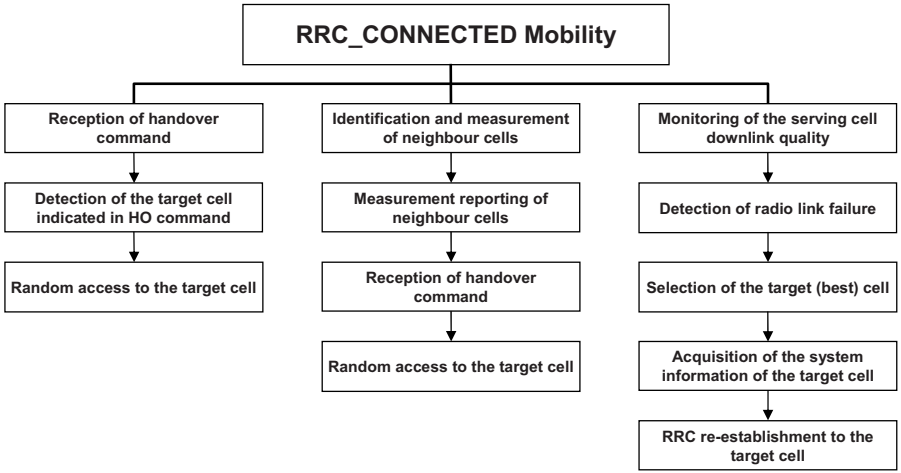 RRC_CONNECTED Mobility
Reception of handover
command
Detection of the target cell
indicated in HO command
Random access to the target cell
Identification and measurement
of neighbour cells
Measurement reporting of
neighbour cells
Reception of handover
command
Random access to the target cell
Monitoring of the serving cell
downlink quality
Detection of radio link failure
Selection of the target (best) cell
Acquisition of the system
information of the target cell
RRC re-establishment to the
target cell